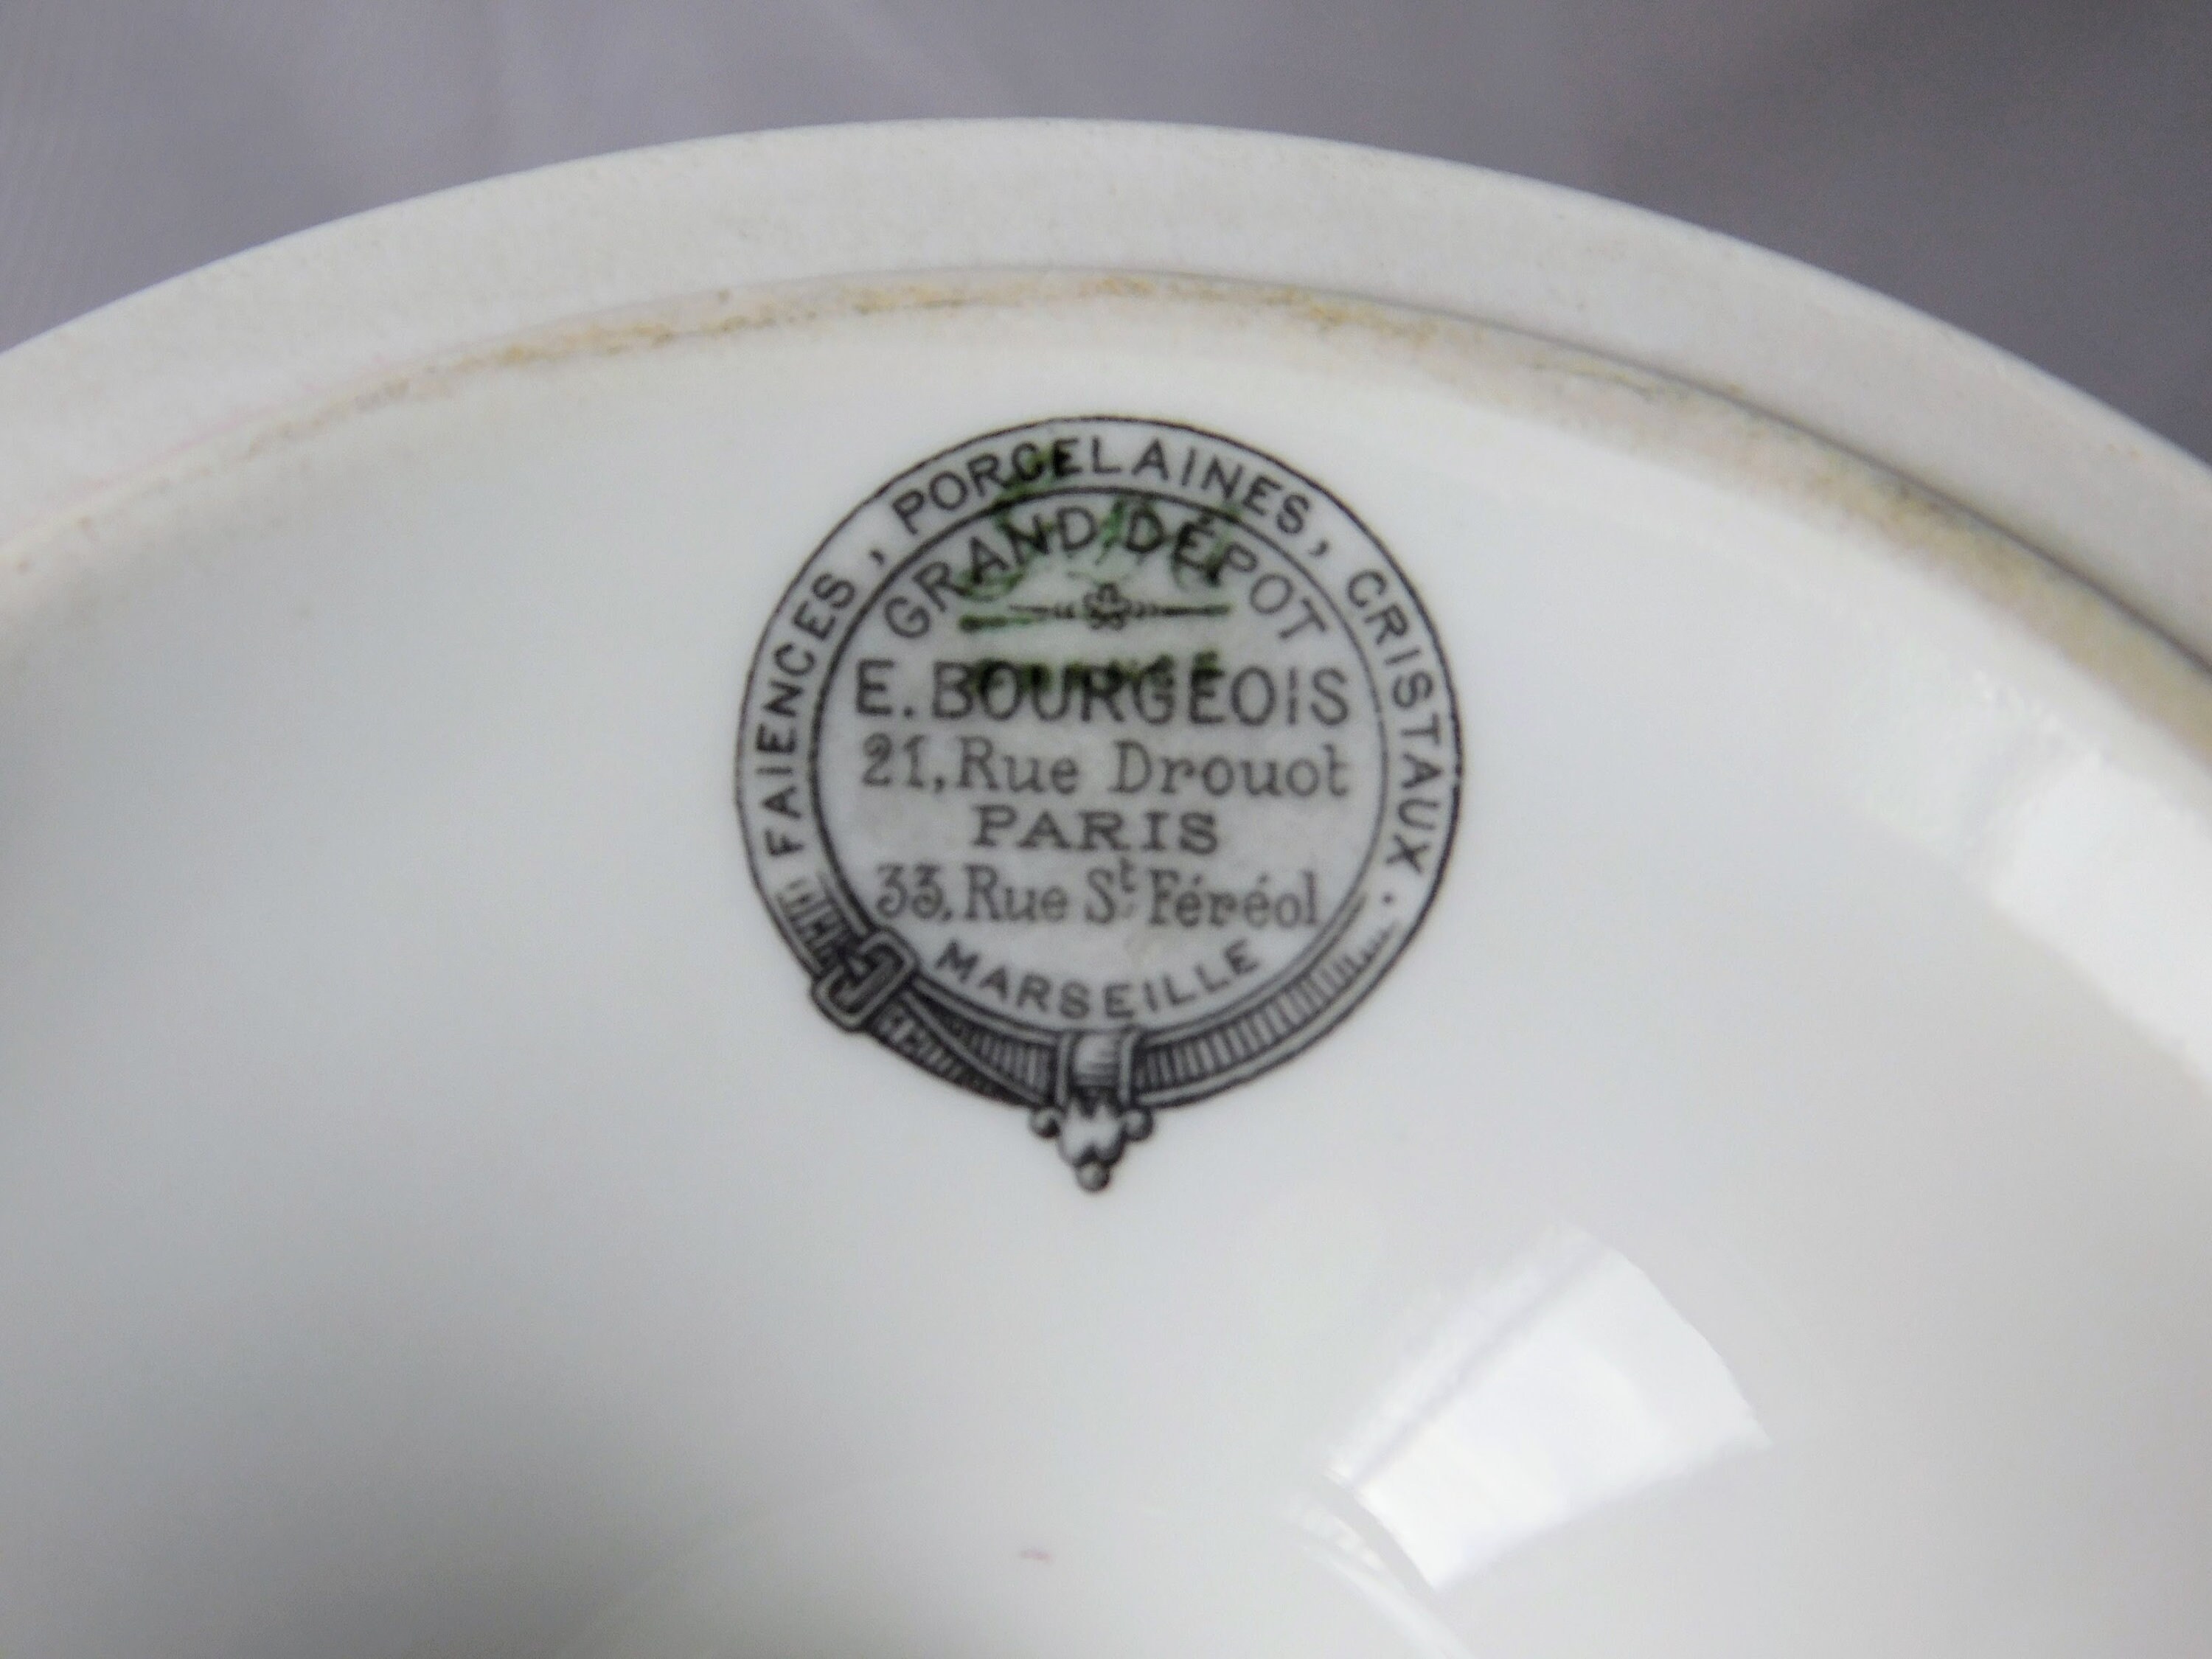 FAIENCES, PORCELAINES, CRISTAUX.
GRAND DÉPOT
E. BOURGEOIS
21, Rue Drouot
PARIS
33, Rue St. Féréol
MARSEILLE